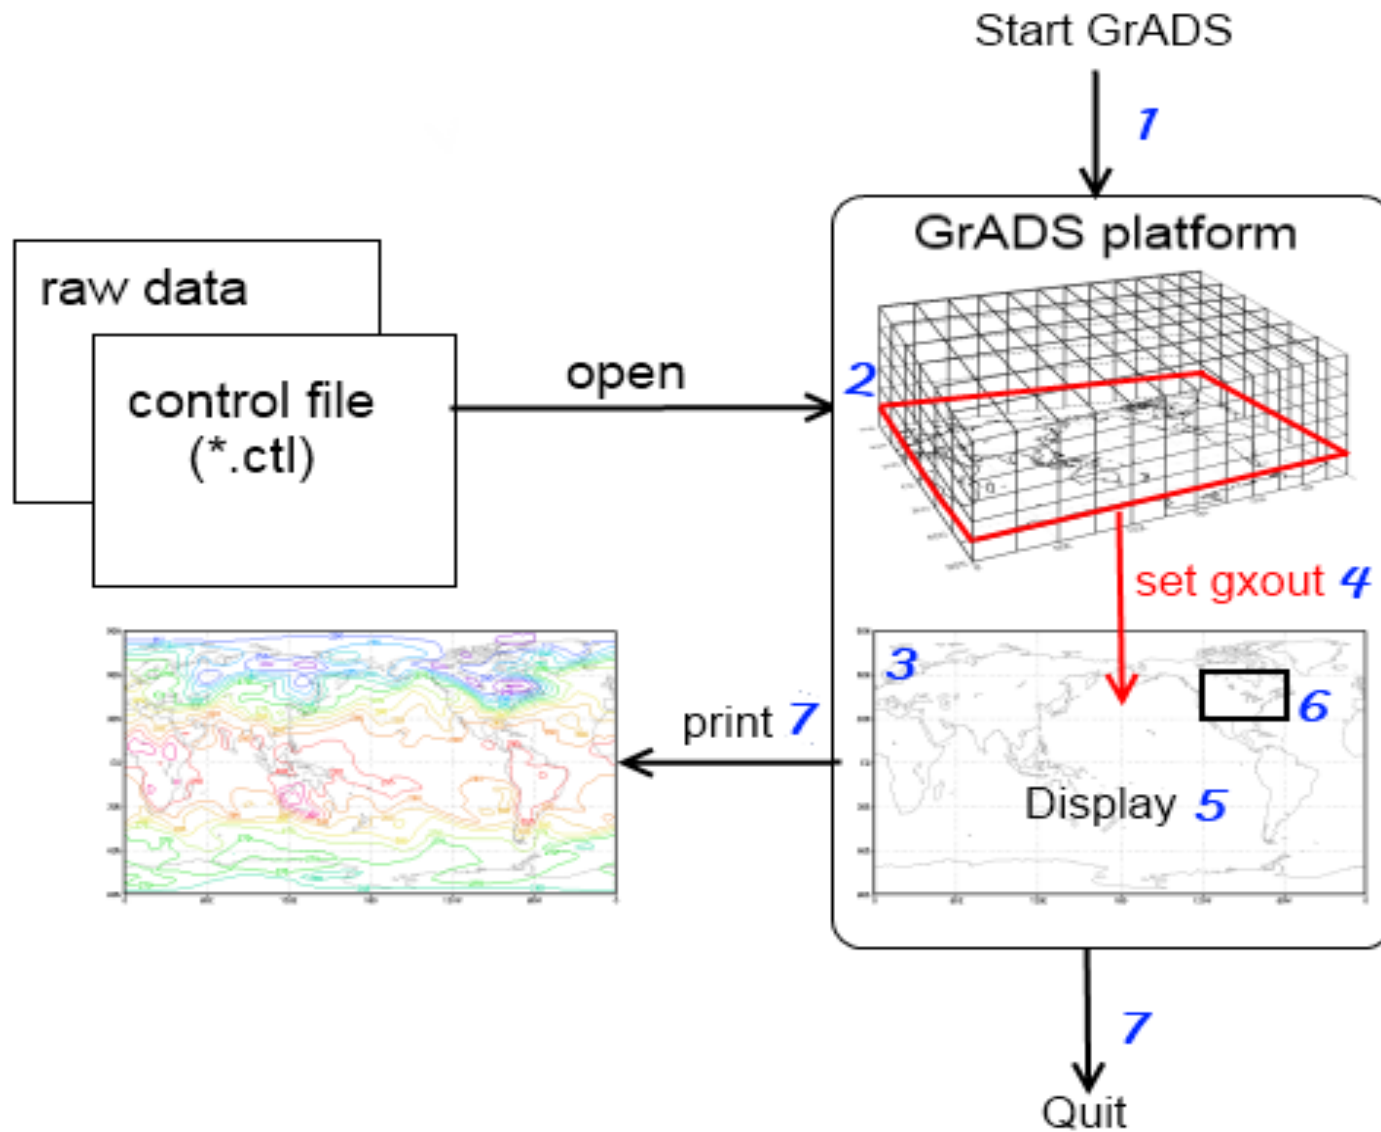 Start GrADS
1
GrADS platform
raw data
control file
(*.ctl)
open
2
set gxout 4
3
6
print 7
Display 5
7
Quit